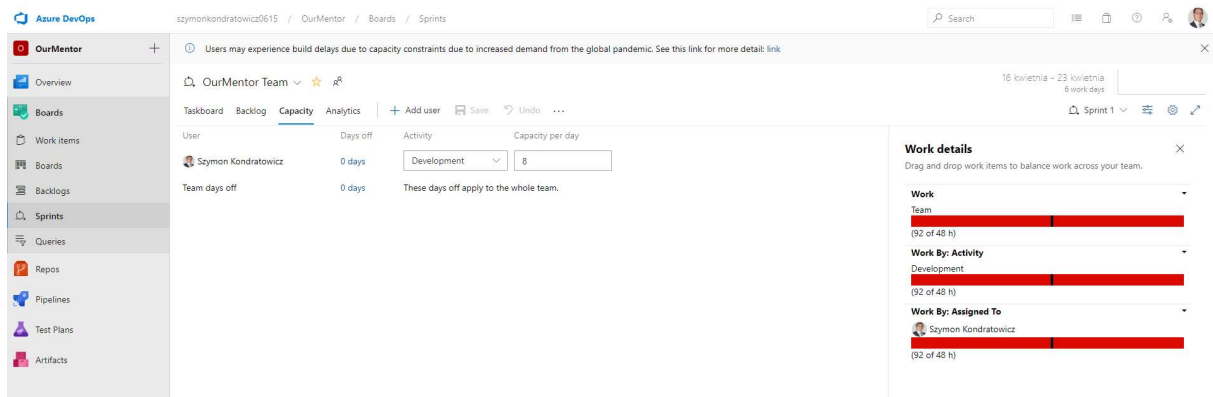 Azure DevOps
szymonkondratowicz0615 / OurMentor / Boards / Sprints
Search
O OurMentor
Users may experience build delays due to capacity constraints due to increased demand from the global pandemic. See this link for more detail: link
Overview
Boards
Work items
Boards
Backlogs
Sprints
Queries
Repos
Pipelines
Test Plans
Artifacts
OurMentor Team
16 kwietnia - 23 kwietnia
6 work days
Taskboard Backlog Capacity Analytics Add user Save Undo ...
Sprint 1
User Days off Activity Capacity per day
Szymon Kondratowicz 0 days Development 8
Team days off 0 days These days off apply to the whole team.
Work details
Drag and drop work items to balance work across your team.
Work
Team
(92 of 48 h)
Work By: Activity
Development
(92 of 48 h)
Work By: Assigned To
Szymon Kondratowicz
(92 of 48 h)